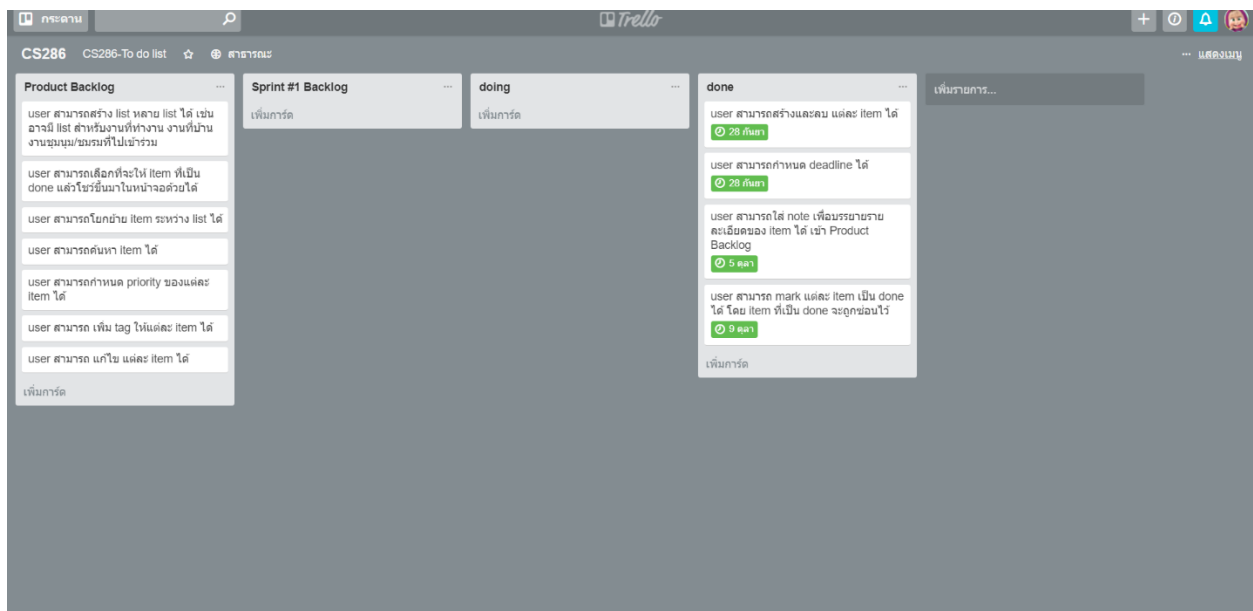 กระดาน
Trello
CS286
CS286-To do list
สาธารณะ
... แสดงเมนู
Product Backlog
user สามารถสร้าง list หลาย list ได้ เช่น
อาจมี list สำหรับงานที่ทำงาน งานที่บ้าน
งานชุมนุม/ชมรมที่ไปเข้าร่วม
user สามารถเลือกที่จะให้ item ที่เป็น
done แล้วโชว์ขึ้นมาในหน้าจอด้วยได้
user สามารถโยกย้าย item ระหว่าง list ได้
user สามารถค้นหา item ได้
user สามารถกำหนด priority ของแต่ละ
item ได้
user สามารถ เพิ่ม tag ให้แต่ละ item ได้
user สามารถ แก้ไข แต่ละ item ได้
เพิ่มการ์ด
Sprint #1 Backlog
เพิ่มการ์ด
doing
เพิ่มการ์ด
done
user สามารถสร้างและลบ แต่ละ item ได้
28 กันยา
user สามารถกำหนด deadline ได้
28 กันยา
user สามารถใส่ note เพื่อบรรยายราย
ละเอียดของ item ได้ เข้า Product
Backlog
5 ตุลา
user สามารถ mark แต่ละ item เป็น done
ได้ โดย item ที่เป็น done จะถูกซ่อนไว้
9 ตุลา
เพิ่มการ์ด
เพิ่มรายการ...